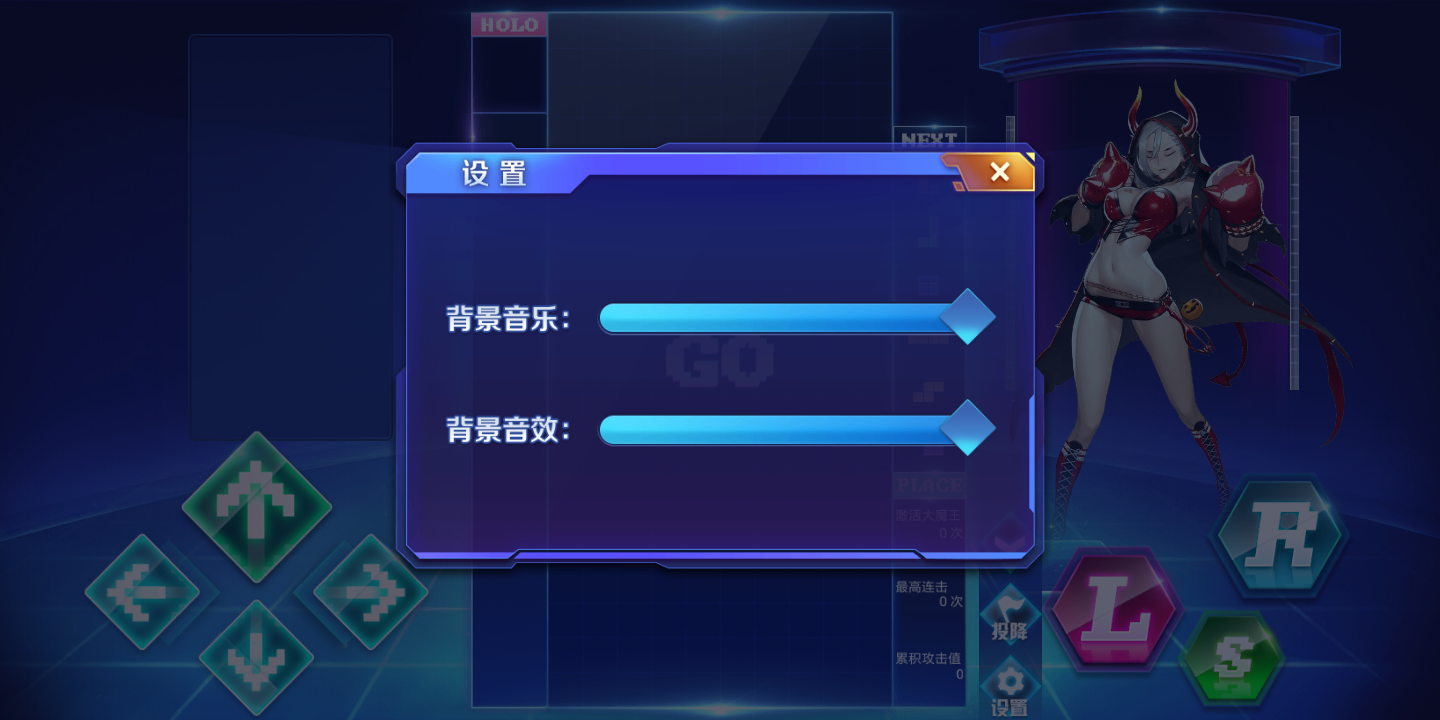 HOLO
NEXT
设置
背景音乐:
GO
背景音效:
PLACE
激活大魔王
0 次
最高连击
0 次
累积攻击值
0
投降
设置
L
R
S